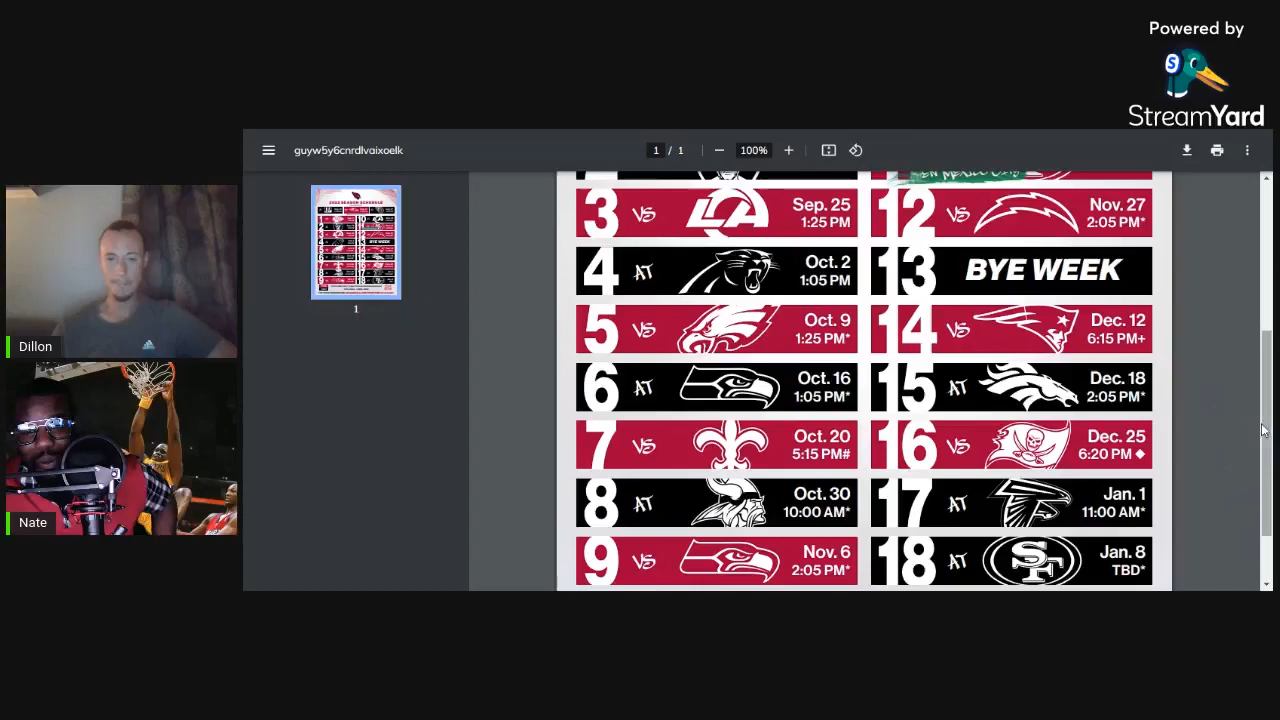 Powered by
StreamYard
guyw5y6cnrdlvaixoelk
1 / 1
100%
1
Dillon
Nate
EN MEXICO CITY
3 VS LA Sep. 25
1:25 PM
12 VS Nov. 27
2:05 PM*
4 AT Oct. 2
1:05 PM
13 BYE WEEK
5 VS Oct. 9
1:25 PM*
14 VS Dec. 12
6:15 PM+
6 AT Oct. 16
1:05 PM*
15 AT Dec. 18
2:05 PM*
7 VS Oct. 20
5:15 PM#
16 VS Dec. 25
6:20 PM ◆
8 AT Oct. 30
10:00 AM*
17 AT Jan. 1
11:00 AM*
9 VS Nov. 6
2:05 PM*
18 AT SF Jan. 8
TBD*